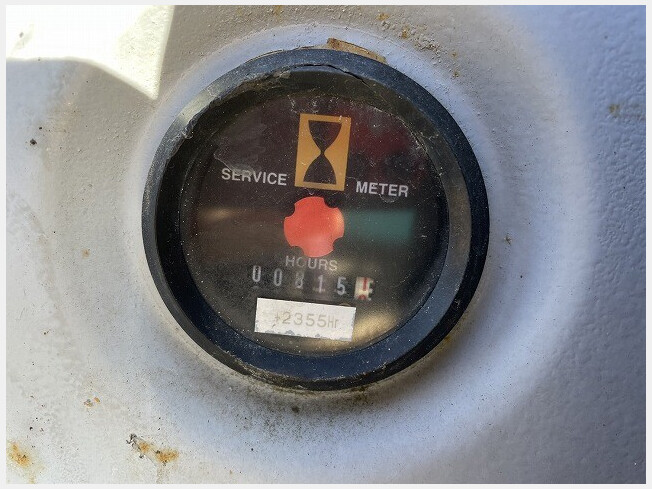 SERVICE METER
HOURS
00815
+2355Hr